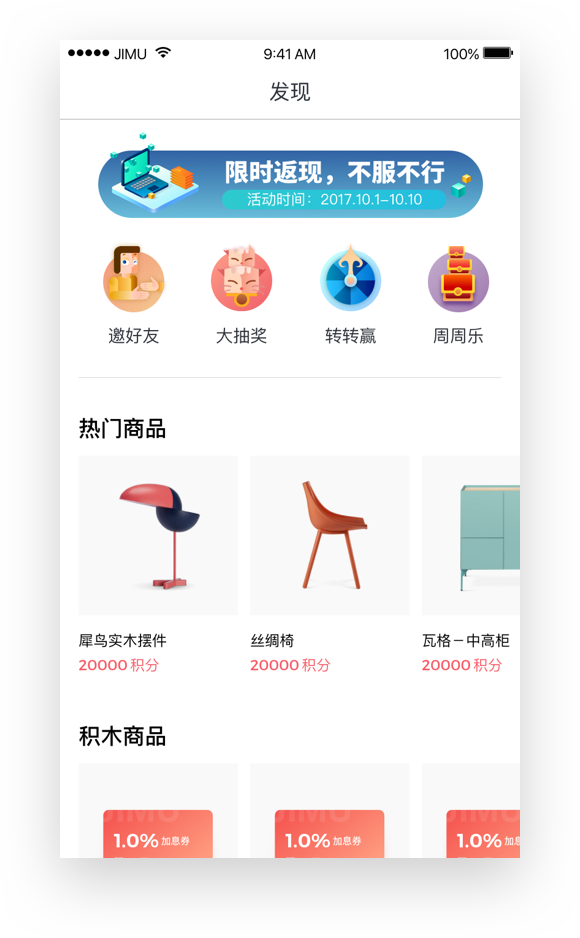 JIMU 9:41 AM 100%
发现
限时返现，不服不行
活动时间：2017.10.1-10.10
邀好友 大抽奖 转转赢 周周乐
热门商品
犀鸟实木摆件 丝绸椅 瓦格－中高柜
20000 积分 20000 积分 20000 积分
积木商品
JIMU JIMU JIMU
1.0% 加息券 1.0% 加息券 1.0% 加息